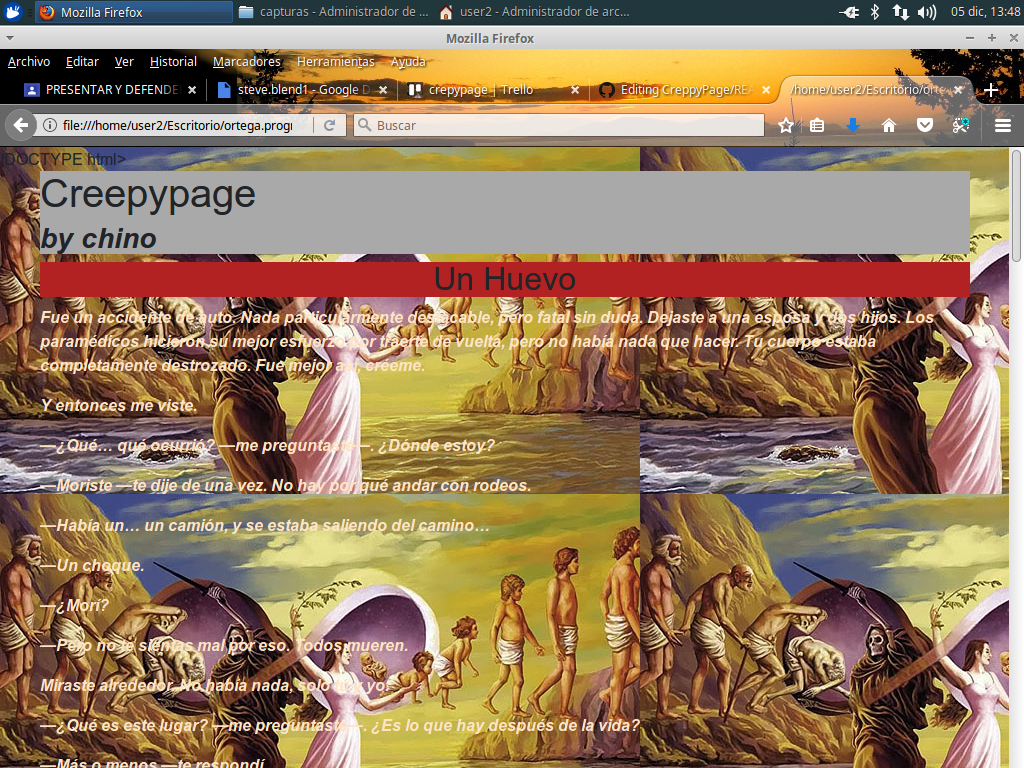 Mozilla Firefox
capturas - Administrador de ...
user2 - Administrador de arc...
05 dic, 13:48
Mozilla Firefox
Archivo Editar Ver Historial Marcadores Herramientas Ayuda
PRESENTAR Y DEFENDE
steve.blend1 - Google D
crepypage | Trello
Editing CreppyPage/REA
/home/user2/Escritorio/orte
file:///home/user2/Escritorio/ortega.progr
Buscar
DOCTYPE html>
Creepypage
by chino
Un Huevo
Fue un accidente de auto. Nada particularmente destacable, pero fatal sin duda. Dejaste a una esposa y dos hijos. Los
paramédicos hicieron su mejor esfuerzo por traerte de vuelta, pero no había nada que hacer. Tu cuerpo estaba
completamente destrozado. Fue mejor así, créeme.
Y entonces me viste.
—¿Qué… qué ocurrió? —me preguntaste—. ¿Dónde estoy?
—Moriste —te dije de una vez. No hay por qué andar con rodeos.
—Había un… un camión, y se estaba saliendo del camino…
—Un choque.
—¿Morí?
—Pero no te sientas mal por eso. Todos mueren.
Miraste alrededor. No había nada, solo tú y yo.
—¿Qué es este lugar? —me preguntaste—. ¿Es lo que hay después de la vida?
—Más o menos —te respondí.